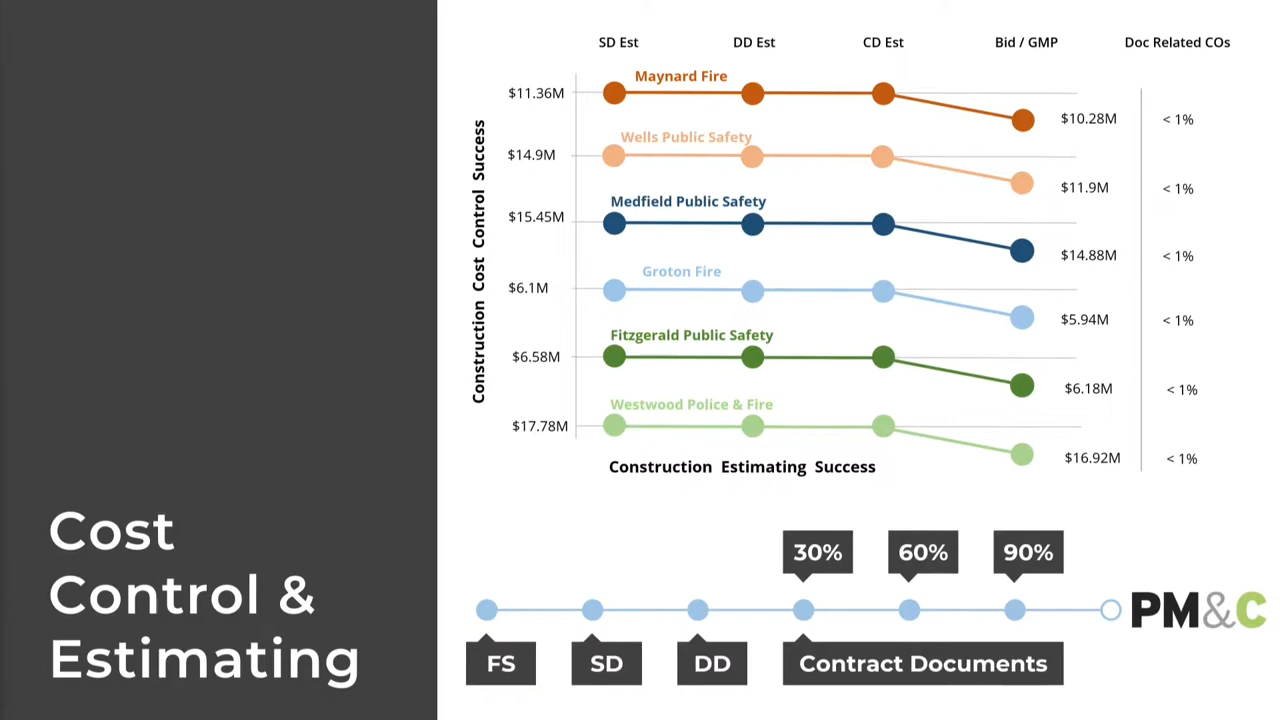 SD Est DD Est CD Est Bid / GMP Doc Related COs
Maynard Fire
$11.36M $10.28M < 1%
Wells Public Safety
$14.9M $11.9M < 1%
Medfield Public Safety
$15.45M $14.88M < 1%
Groton Fire
$6.1M $5.94M < 1%
Fitzgerald Public Safety
$6.58M $6.18M < 1%
Westwood Police & Fire
$17.78M $16.92M < 1%
Construction Cost Control Success
Construction Estimating Success
30% 60% 90%
PM&C
FS SD DD Contract Documents
Cost
Control &
Estimating